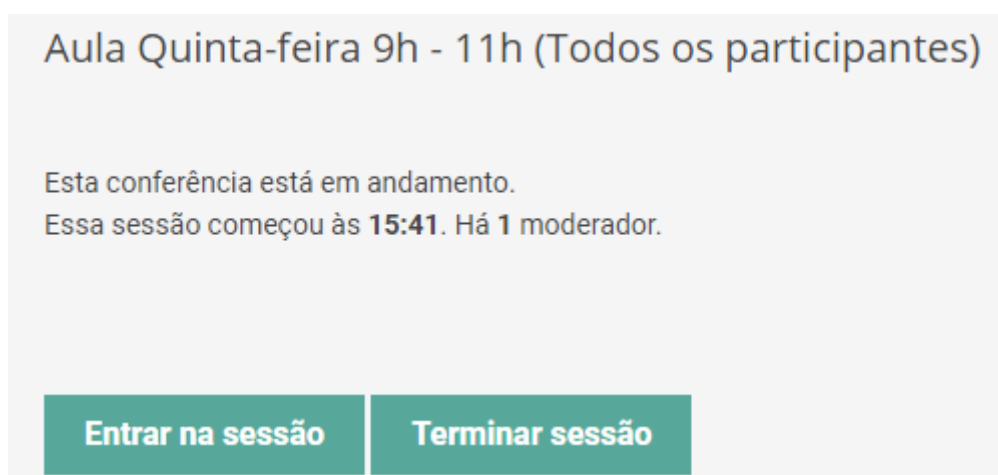 Aula Quinta-feira 9h - 11h (Todos os participantes)
Esta conferência está em andamento.
Essa sessão começou às 15:41. Há 1 moderador.
Entrar na sessão
Terminar sessão